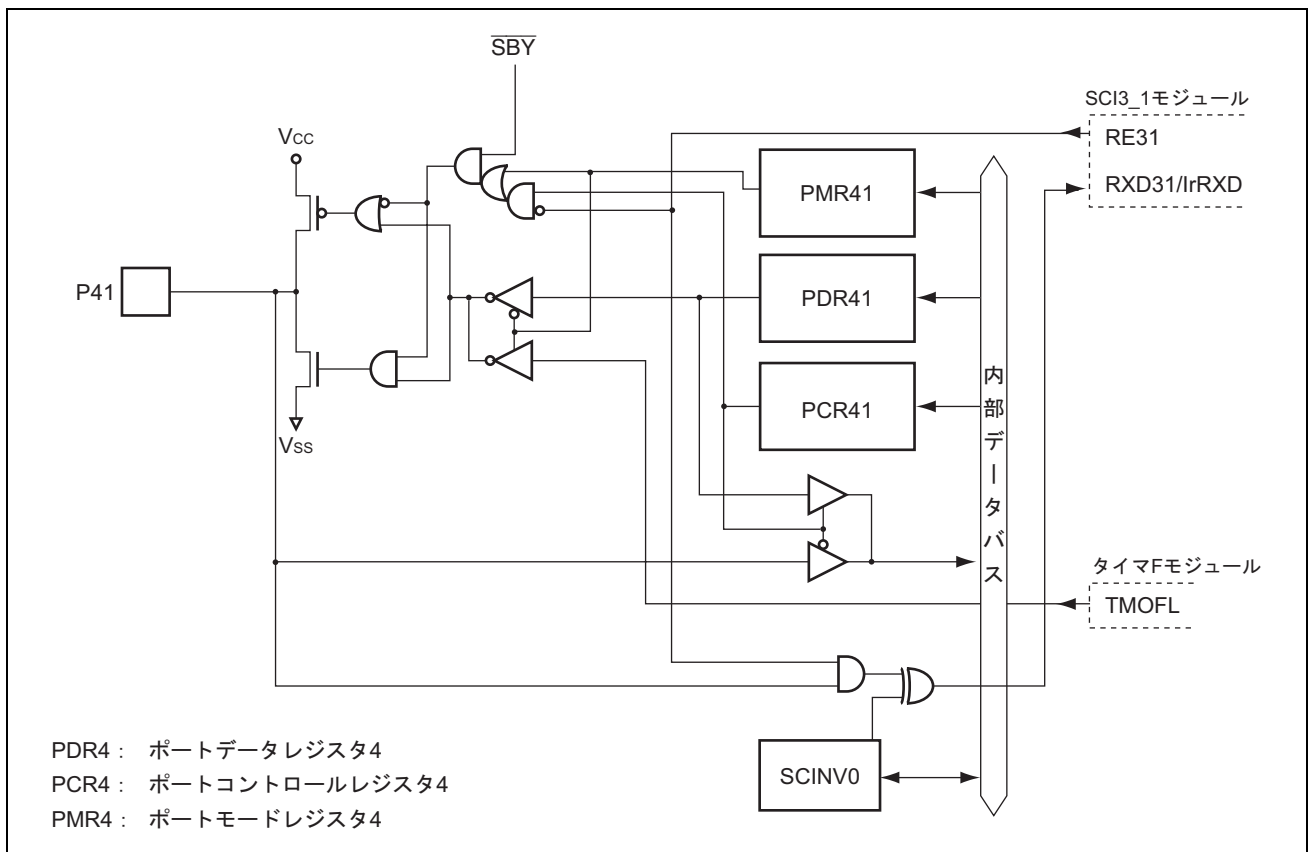 SBY
SCI3_1モジュール
VCC
RE31
RXD31/IrRXD
PMR41
P41
PDR41
PCR41
VSS
内部データバス
タイマFモジュール
TMOFL
SCINV0
PDR4： ポートデータレジスタ4
PCR4： ポートコントロールレジスタ4
PMR4： ポートモードレジスタ4